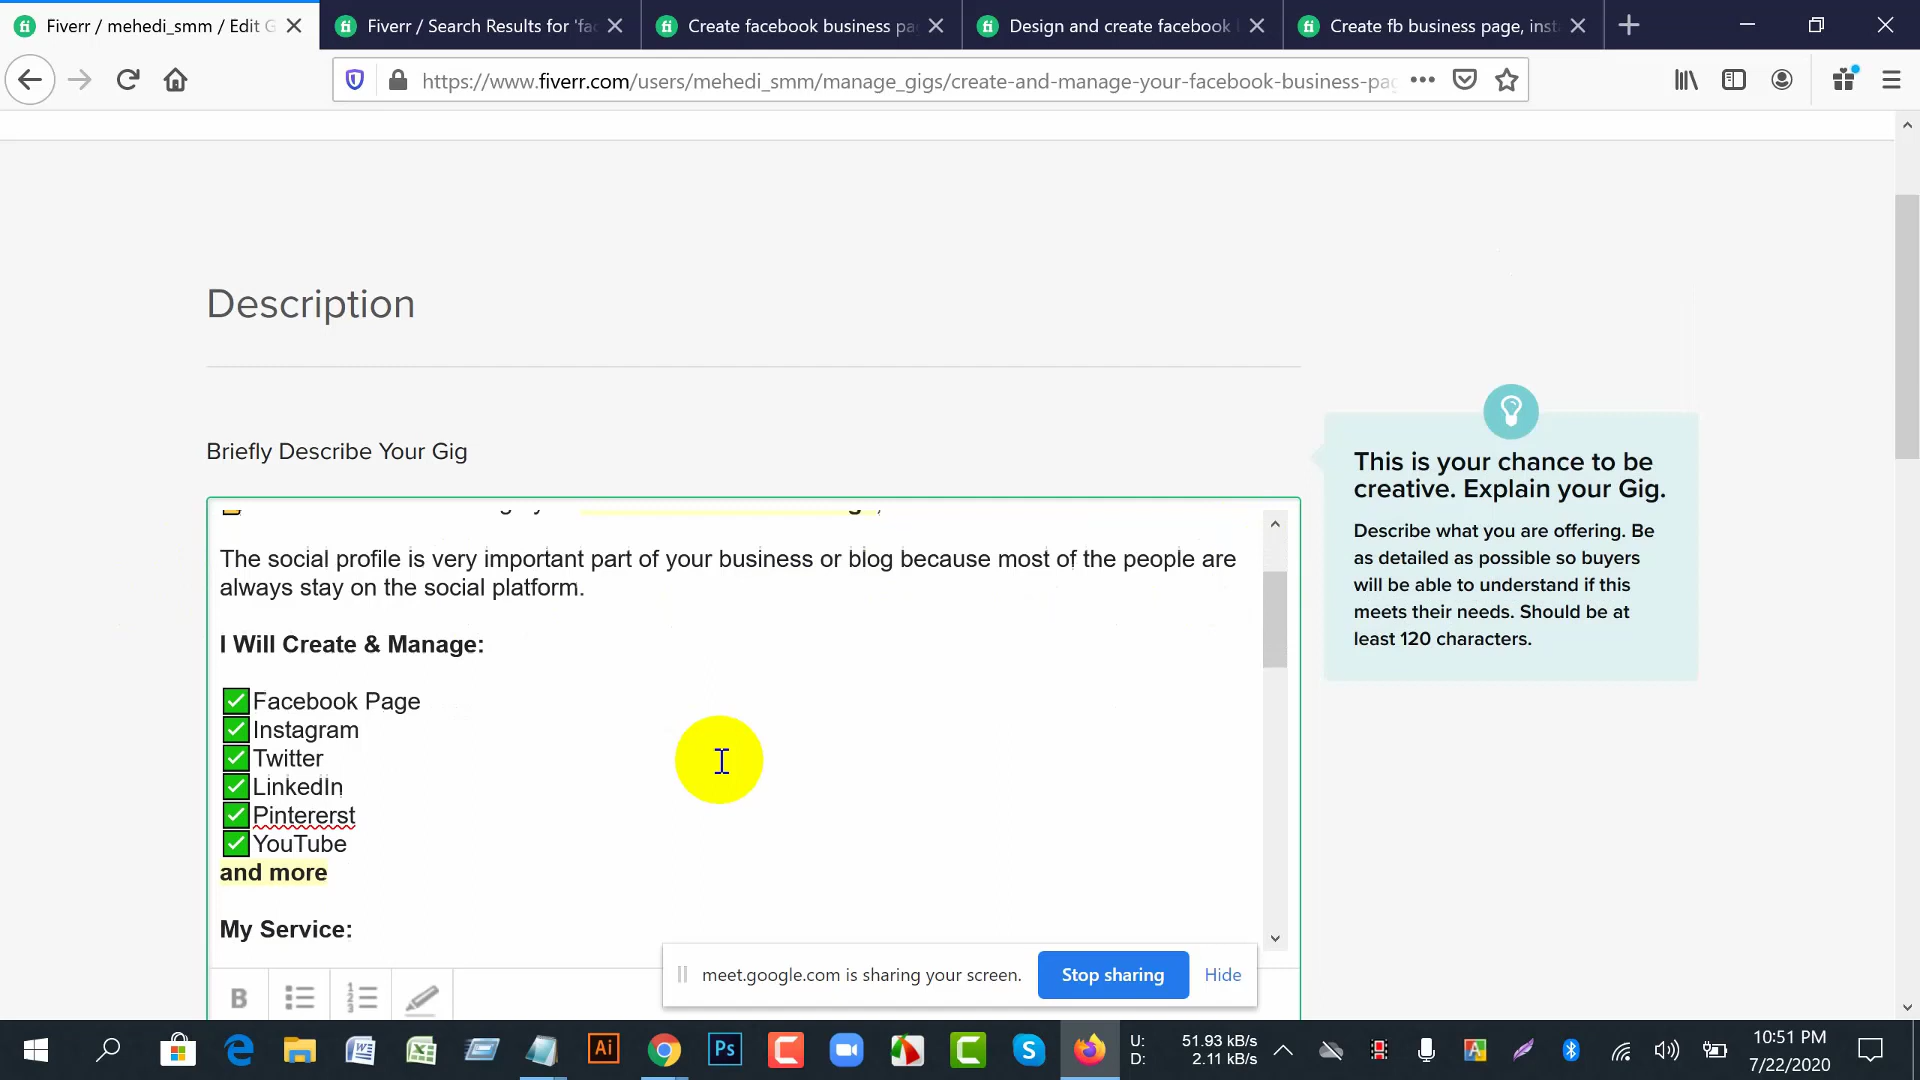 Fiverr / mehedi_smm / Edit G
Fiverr / Search Results for 'fac
Create facebook business pa
Design and create facebook
Create fb business page, inst
https://www.fiverr.com/users/mehedi_smm/manage_gigs/create-and-manage-your-facebook-business-pag
Description
Briefly Describe Your Gig
The social profile is very important part of your business or blog because most of the people are
always stay on the social platform.
I Will Create & Manage:
Facebook Page
Instagram
Twitter
LinkedIn
Pintererst
YouTube
and more
My Service:
B
This is your chance to be
creative. Explain your Gig.
Describe what you are offering. Be
as detailed as possible so buyers
will be able to understand if this
meets their needs. Should be at
least 120 characters.
meet.google.com is sharing your screen.
Stop sharing
Hide
U: 51.93 kB/s
D: 2.11 kB/s
10:51 PM
7/22/2020